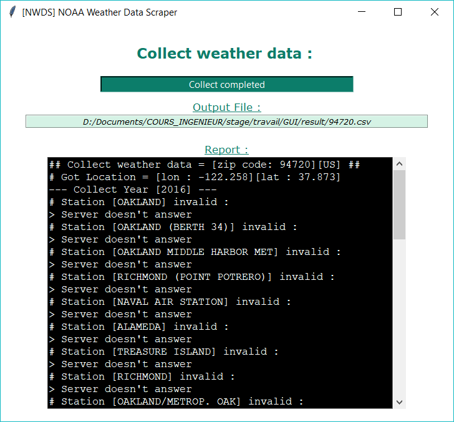 [NWDS] NOAA Weather Data Scraper
Collect weather data :
Collect completed
Output File :
D:/Documents/COURS_INGENIEUR/stage/travail/GUI/result/94720.csv
Report :
## Collect weather data = [zip code: 94720][US] ##
# Got Location = [lon : -122.258][lat : 37.873]
--- Collect Year [2016] ---
# Station [OAKLAND] invalid :
> Server doesn't answer
# Station [OAKLAND (BERTH 34)] invalid :
> Server doesn't answer
# Station [OAKLAND MIDDLE HARBOR MET] invalid :
> Server doesn't answer
# Station [RICHMOND (POINT POTRERO)] invalid :
> Server doesn't answer
# Station [NAVAL AIR STATION] invalid :
> Server doesn't answer
# Station [ALAMEDA] invalid :
> Server doesn't answer
# Station [TREASURE ISLAND] invalid :
> Server doesn't answer
# Station [RICHMOND] invalid :
> Server doesn't answer
# Station [OAKLAND/METROP. OAK] invalid :